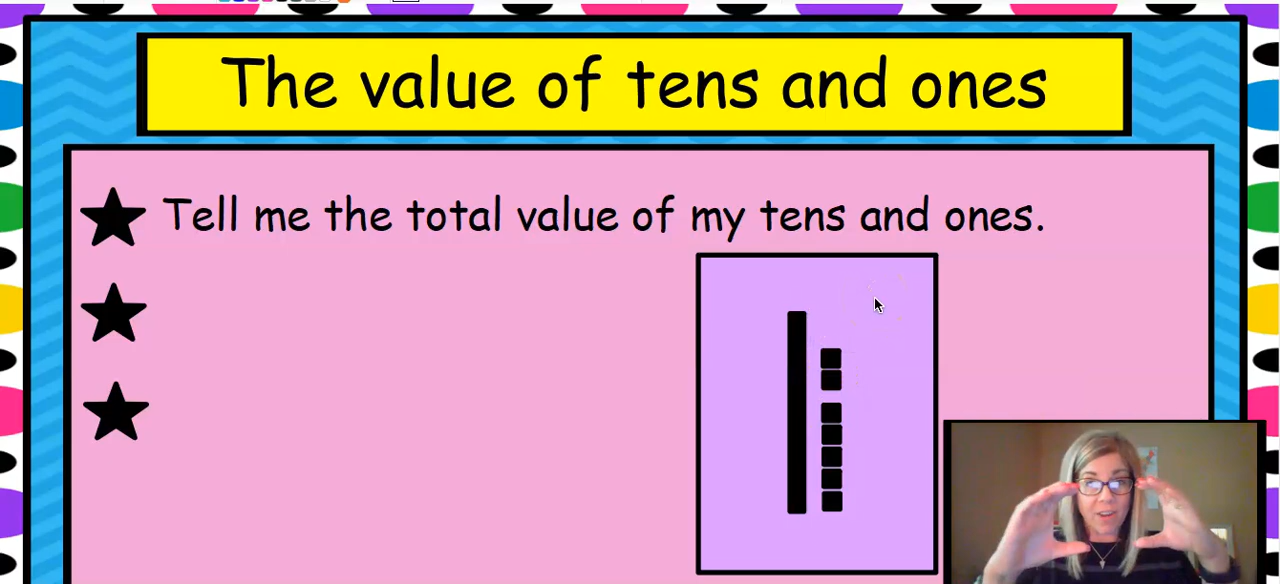 The value of tens and ones
Tell me the total value of my tens and ones.